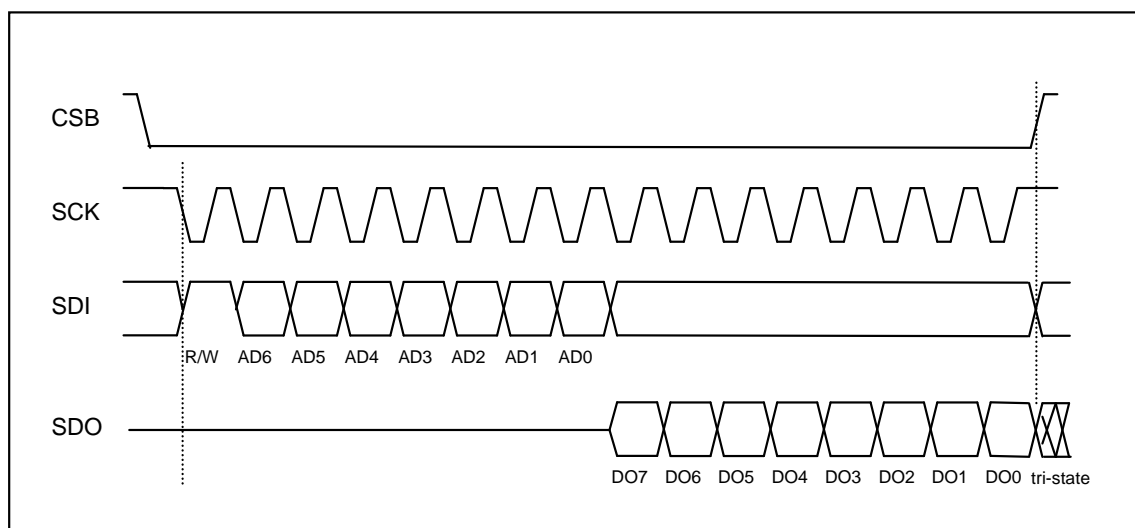 CSB
SCK
SDI
R/W AD6 AD5 AD4 AD3 AD2 AD1 AD0
SDO
DO7 DO6 DO5 DO4 DO3 DO2 DO1 DO0 tri-state